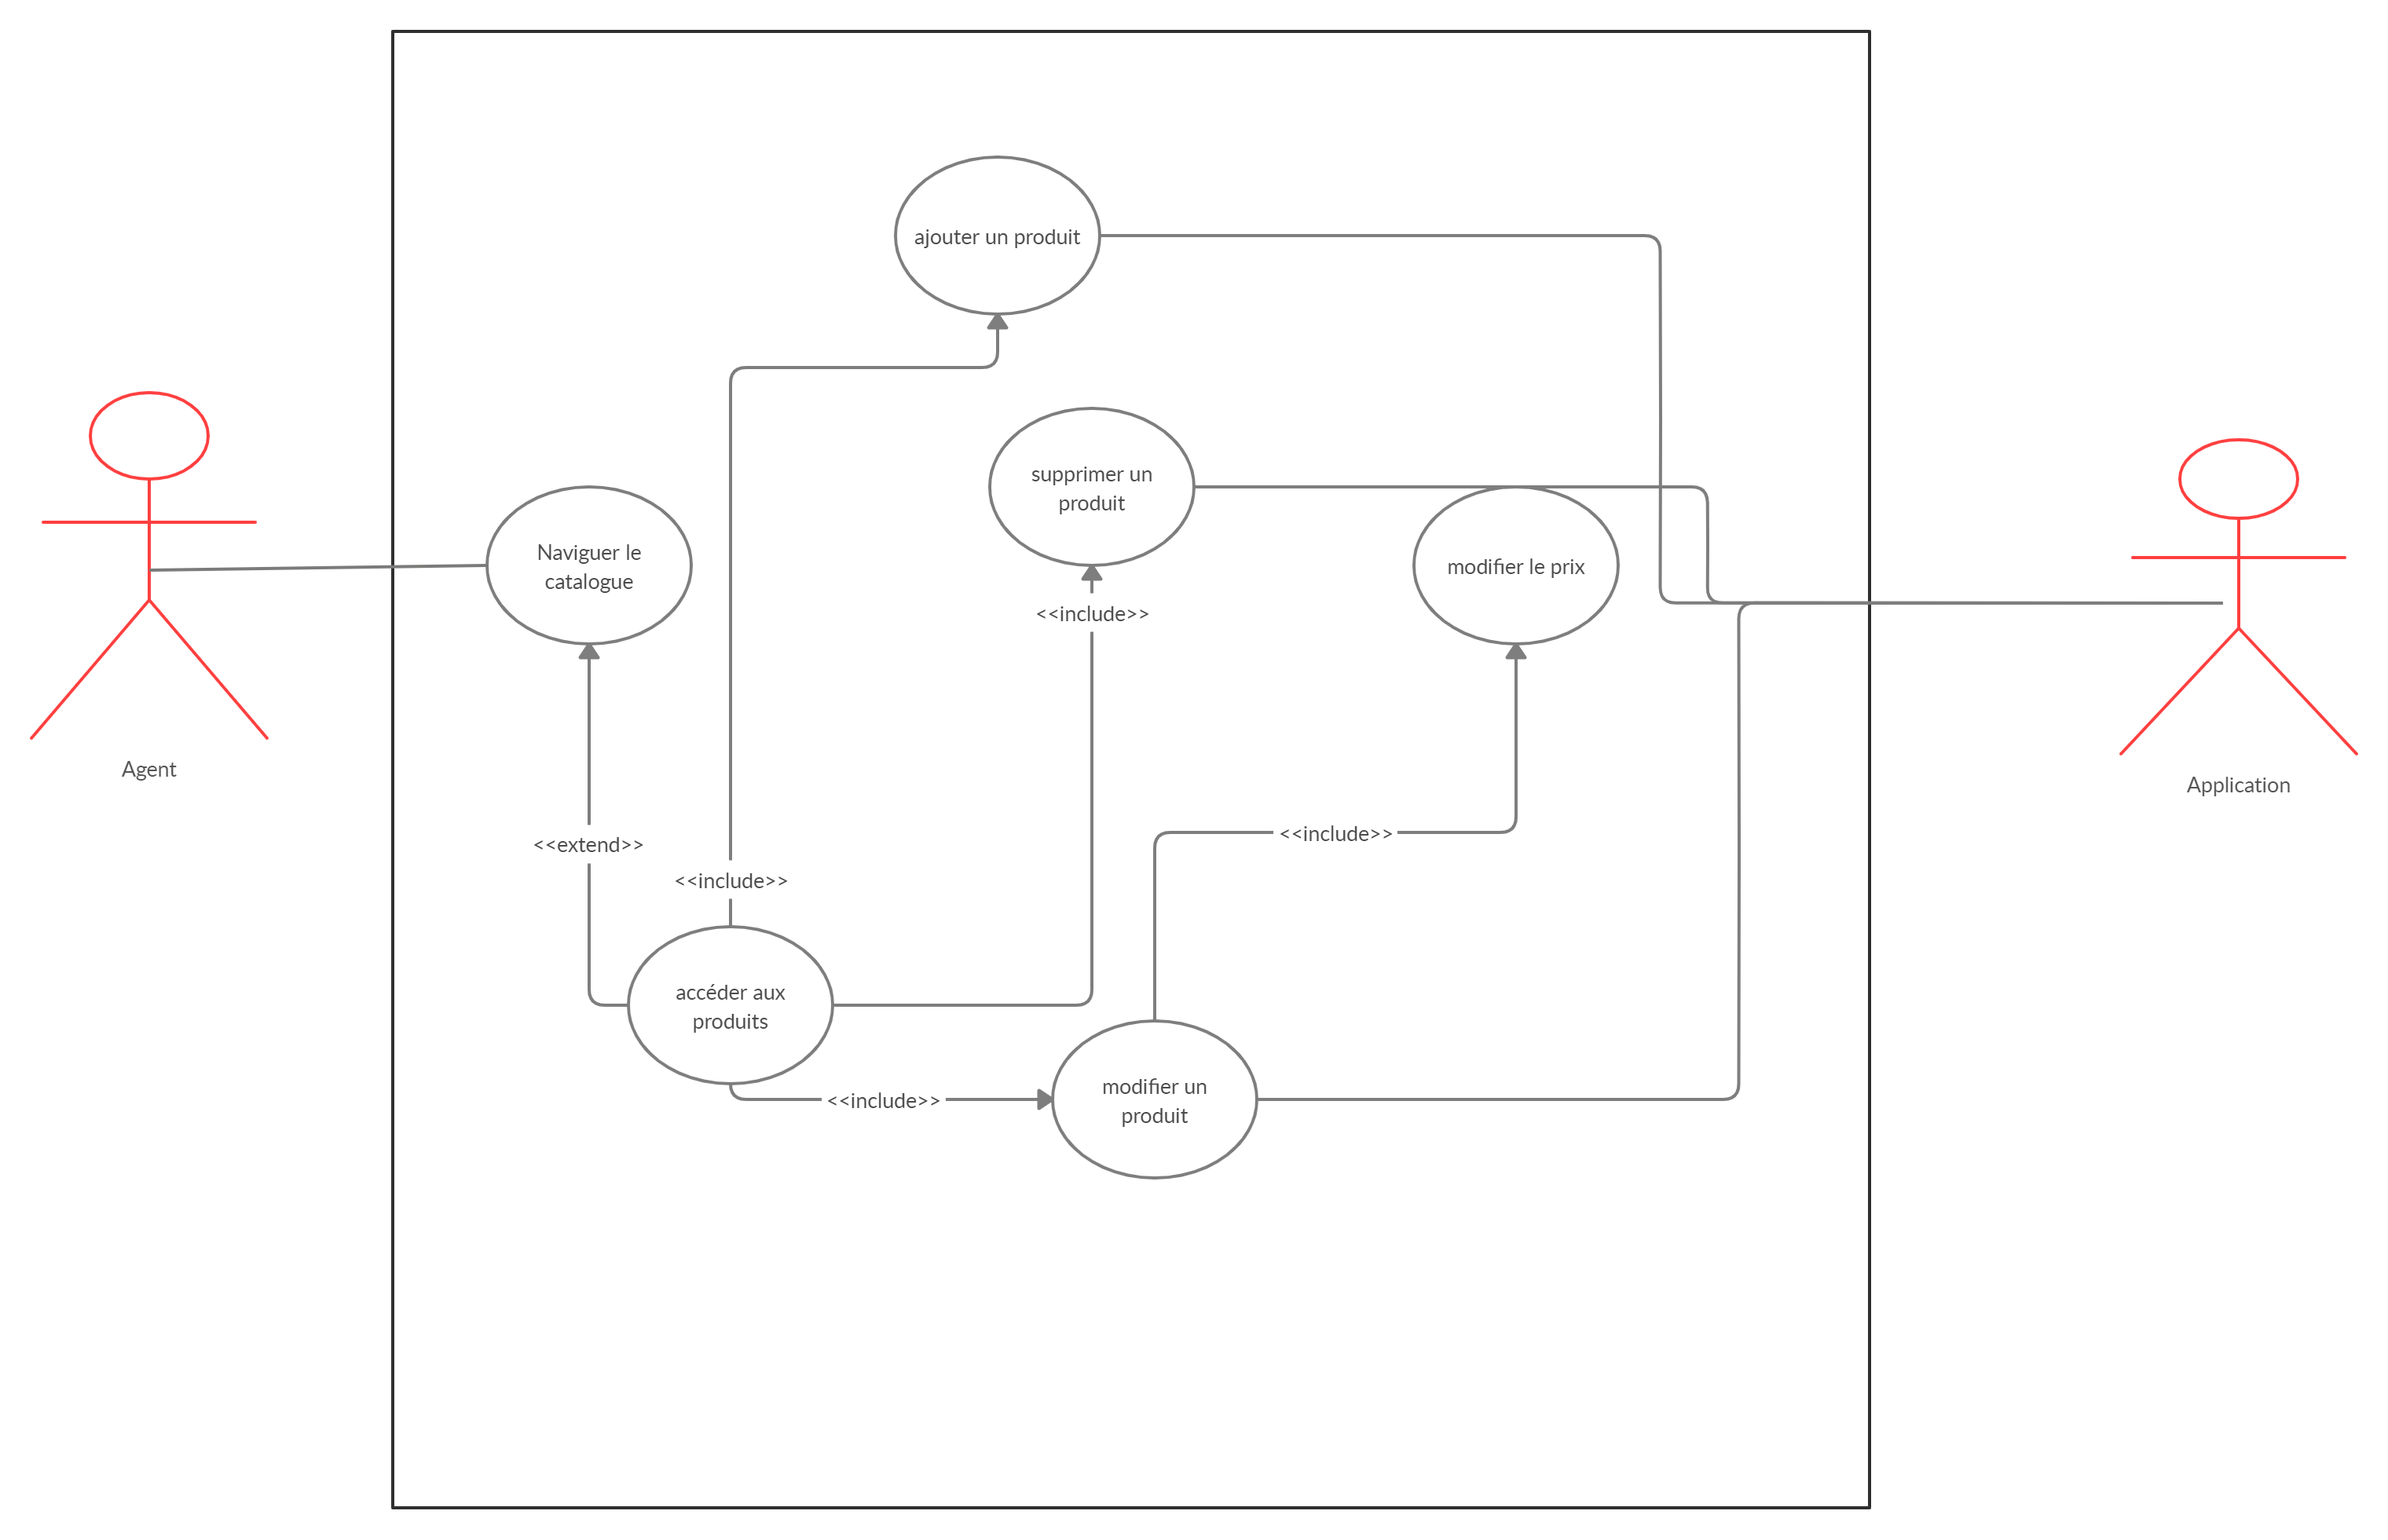 ajouter un produit
supprimer un
produit
Naviguer le
catalogue
modifier le prix
<<include>>
Agent
Application
<<include>>
<<extend>>
<<include>>
accéder aux
produits
modifier un
produit
<<include>>